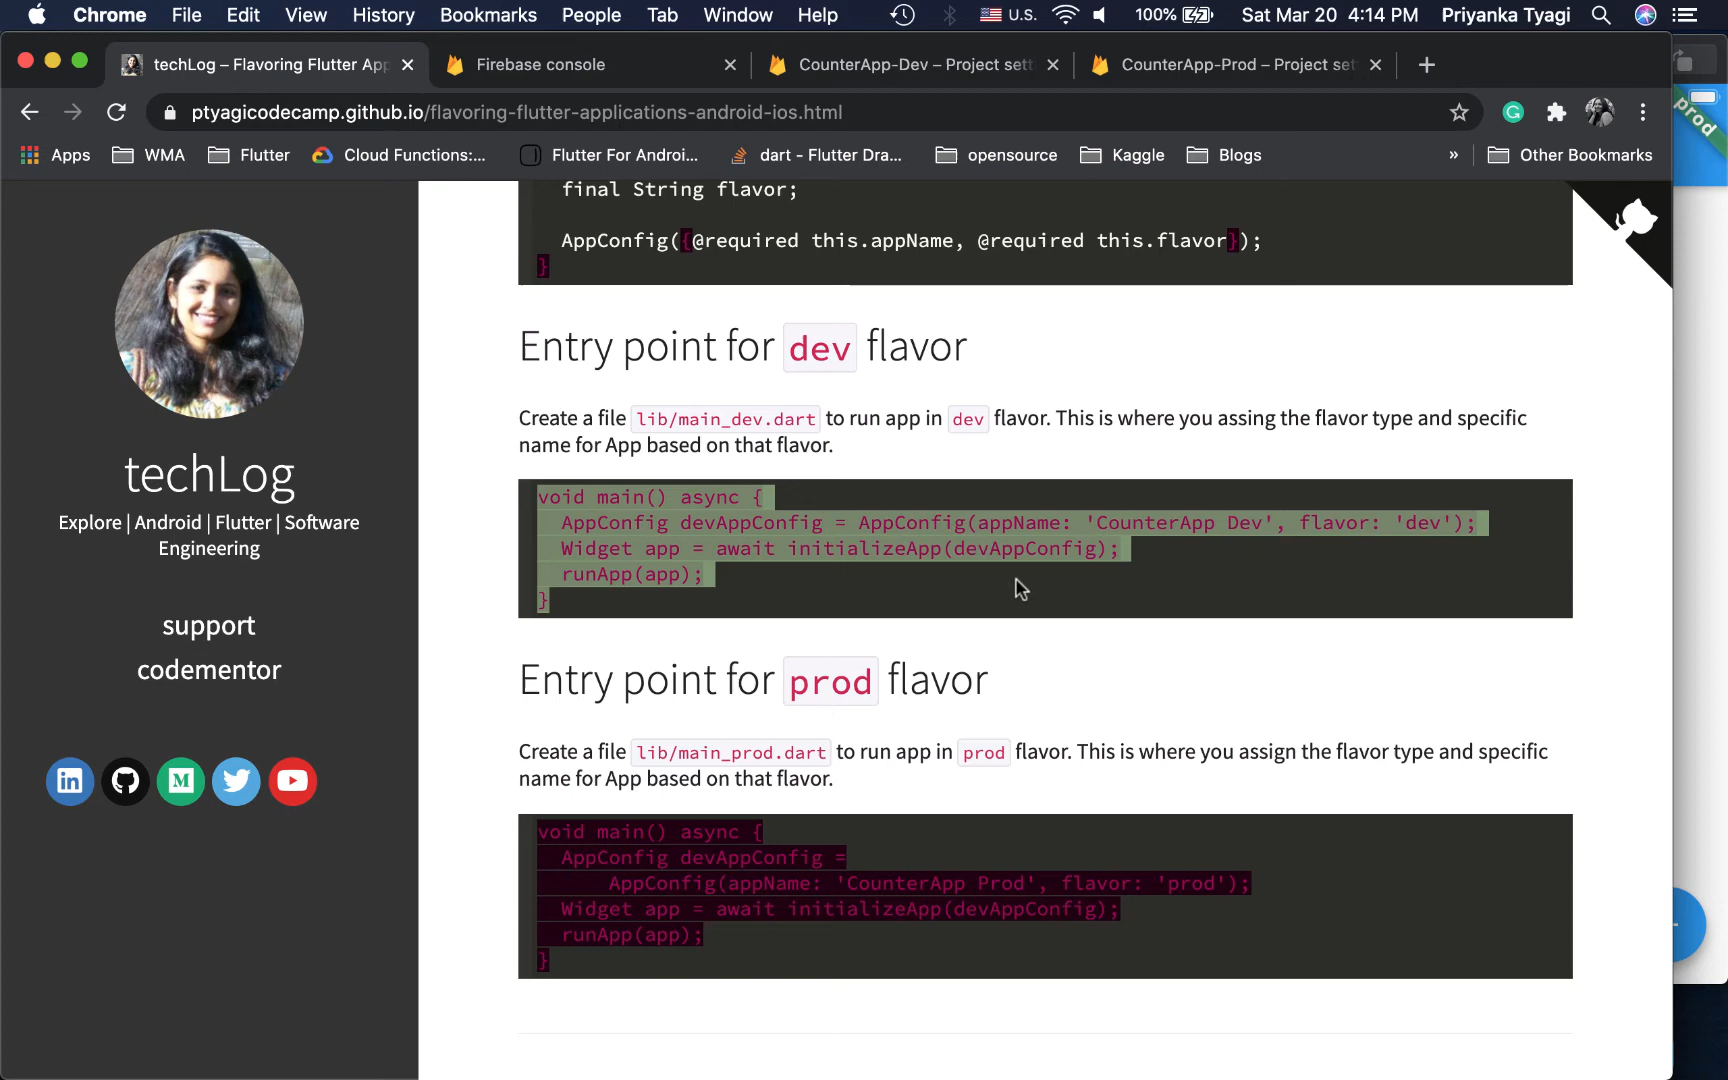 Chrome File Edit View History Bookmarks People Tab Window Help U.S. 100% Sat Mar 20 4:14 PM Priyanka Tyagi
techLog – Flavoring Flutter App
Firebase console
CounterApp-Dev – Project sett
CounterApp-Prod – Project set
ptyagicodecamp.github.io/flavoring-flutter-applications-android-ios.html
Apps WMA Flutter Cloud Functions:... Flutter For Androi... dart - Flutter Dra... opensource Kaggle Blogs » Other Bookmarks
prod
techLog
Explore | Android | Flutter | Software
Engineering
support
codementor
final String flavor;
AppConfig({@required this.appName, @required this.flavor});
}
Entry point for dev flavor
Create a file lib/main_dev.dart to run app in dev flavor. This is where you assing the flavor type and specific
name for App based on that flavor.
void main() async {
AppConfig devAppConfig = AppConfig(appName: 'CounterApp Dev', flavor: 'dev');
Widget app = await initializeApp(devAppConfig);
runApp(app);
}
Entry point for prod flavor
Create a file lib/main_prod.dart to run app in prod flavor. This is where you assign the flavor type and specific
name for App based on that flavor.
void main() async {
AppConfig devAppConfig =
AppConfig(appName: 'CounterApp Prod', flavor: 'prod');
Widget app = await initializeApp(devAppConfig);
runApp(app);
}